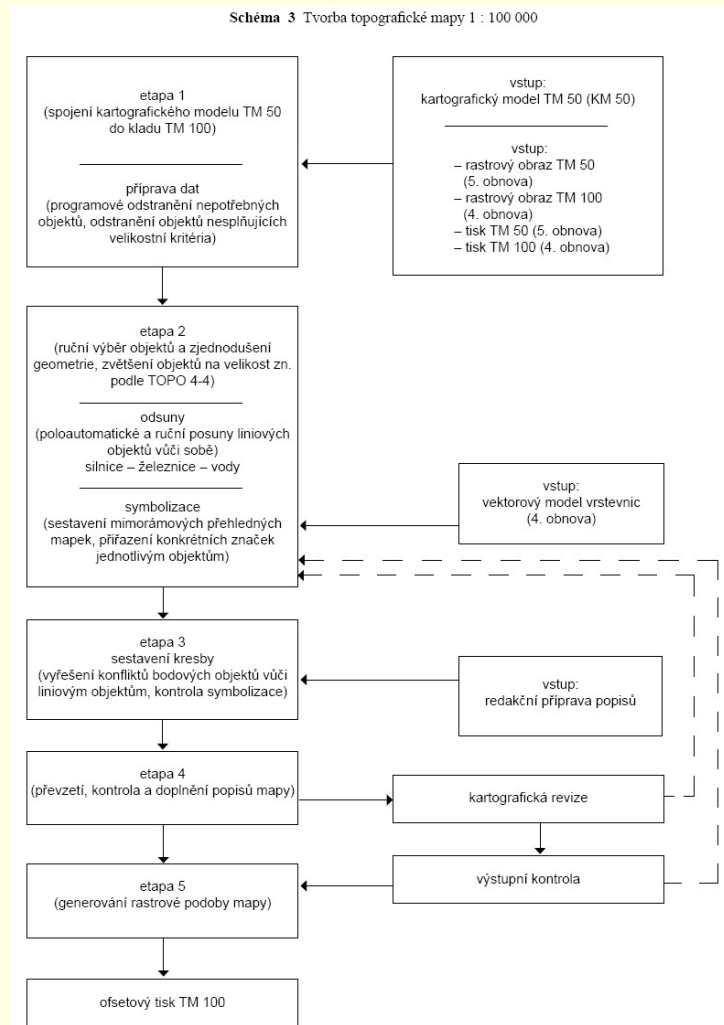 Schéma 3 Tvorba topografické mapy 1 : 100 000
etapa 1
(spojení kartografického modelu TM 50
do kladu TM 100)
příprava dat
(programové odstranění nepotřebných
objektů, odstranění objektů nesplňujících
velikostní kritéria)
vstup:
kartografický model TM 50 (KM 50)
vstup:
– rastrový obraz TM 50
(5. obnova)
– rastrový obraz TM 100
(4. obnova)
– tisk TM 50 (5. obnova)
– tisk TM 100 (4. obnova)
etapa 2
(ruční výběr objektů a zjednodušení
geometrie, zvětšení objektů na velikost zn.
podle TOPO 4-4)
odsuny
(poloautomatické a ruční posuny liniových
objektů vůči sobě)
silnice – železnice – vody
symbolizace
(sestavení mimorámových přehledných
mapek, přiřazení konkrétních značek
jednotlivým objektům)
vstup:
vektorový model vrstevnic
(4. obnova)
etapa 3
sestavení kresby
(vyřešení konfliktů bodových objektů vůči
liniovým objektům, kontrola symbolizace)
vstup:
redakční příprava popisů
etapa 4
(převzetí, kontrola a doplnění popisů mapy)
kartografická revize
výstupní kontrola
etapa 5
(generování rastrové podoby mapy)
ofsetový tisk TM 100